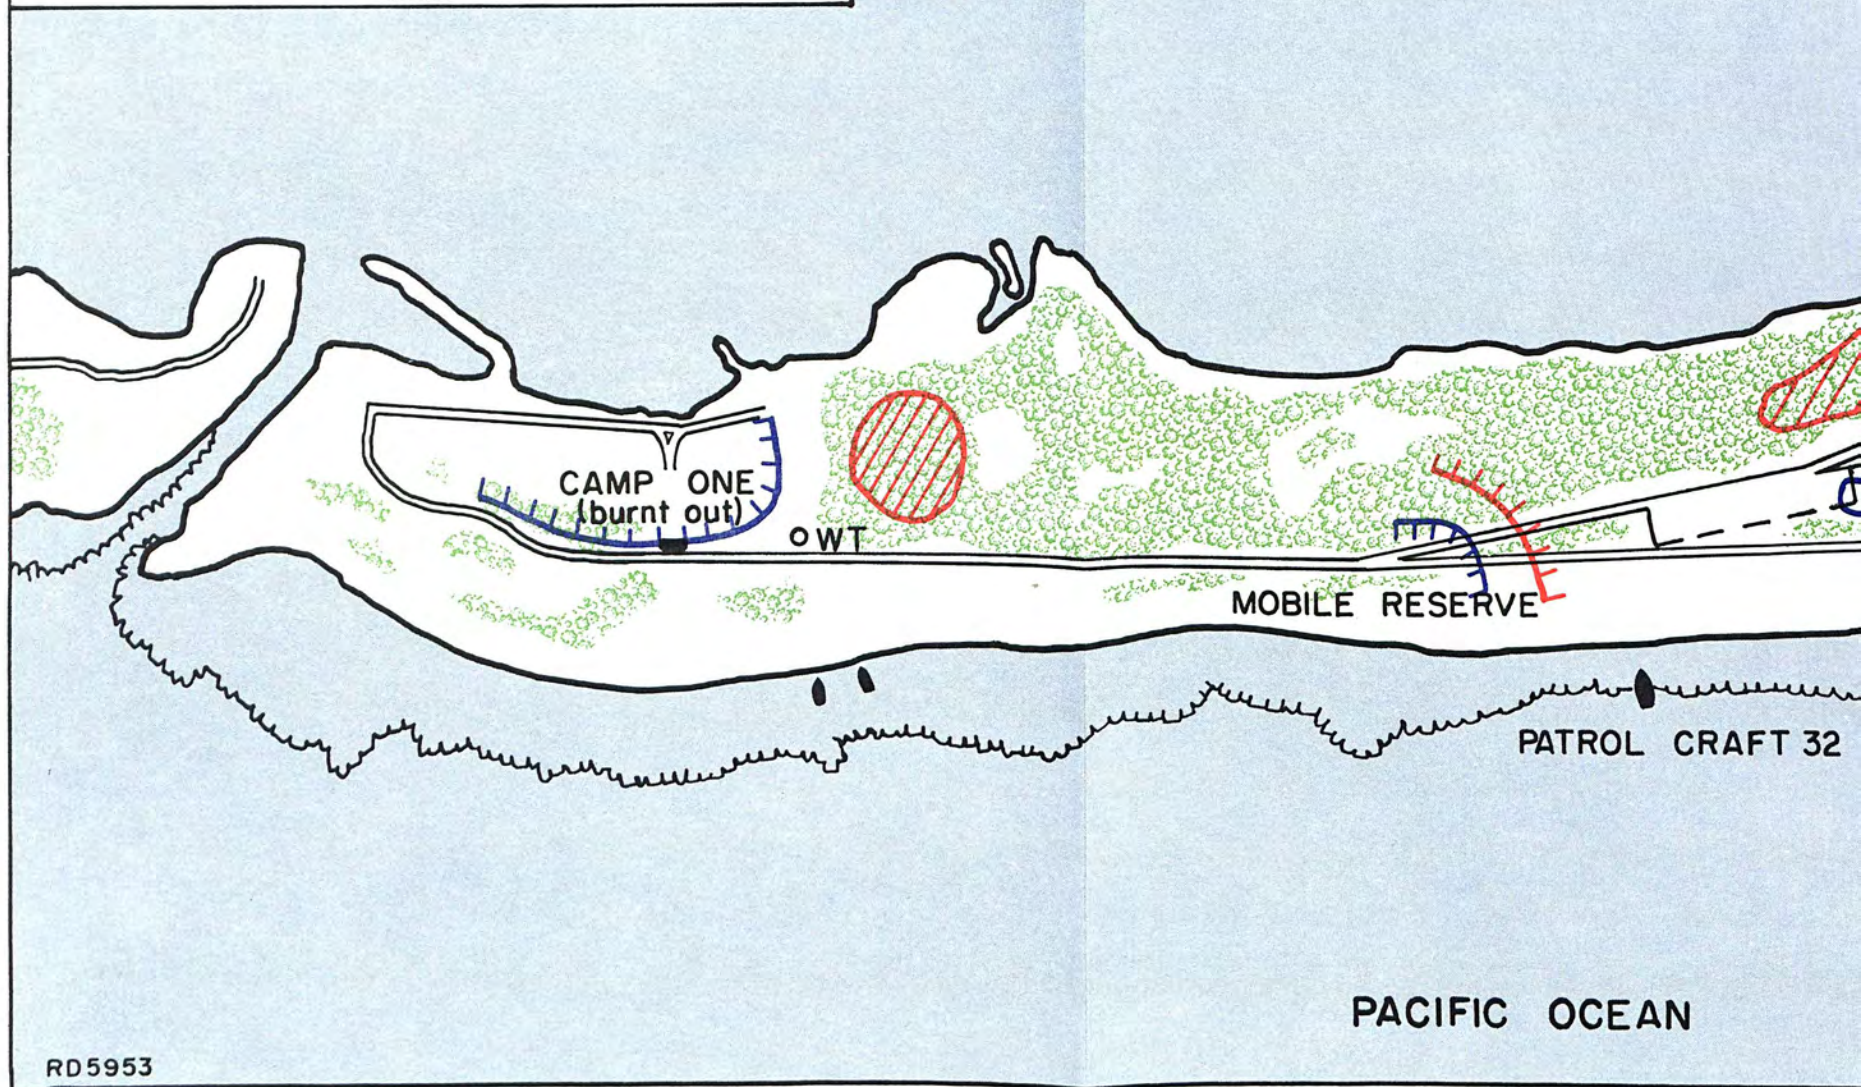 CAMP ONE
(burnt out)
WT
MOBILE RESERVE
PATROL CRAFT 32
PACIFIC OCEAN
RD5953